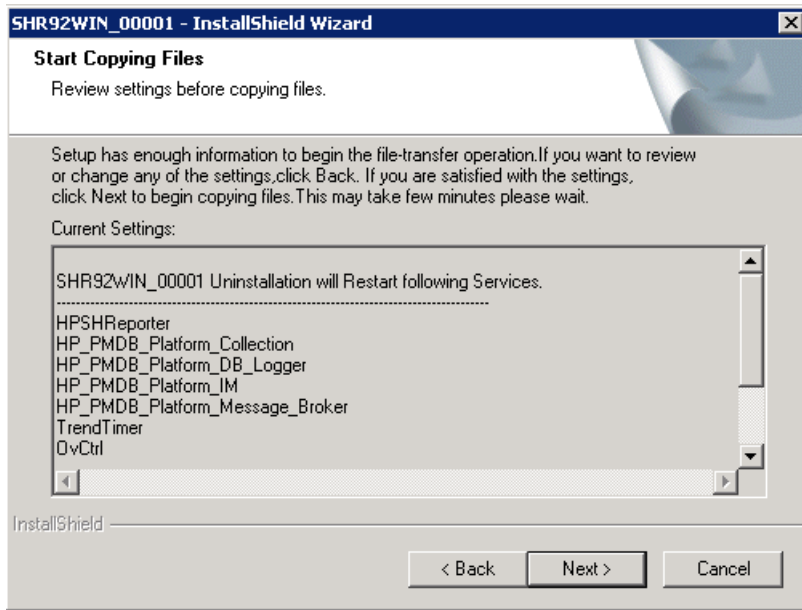 SHR92WIN_00001 - InstallShield Wizard
Start Copying Files
Review settings before copying files.
Setup has enough information to begin the file-transfer operation.If you want to review
or change any of the settings,click Back. If you are satisfied with the settings,
click Next to begin copying files.This may take few minutes please wait.
Current Settings:
SHR92WIN_00001 Uninstallation will Restart following Services.
--------------------------------------------------------------------------------------
HPSHReporter
HP_PMDB_Platform_Collection
HP_PMDB_Platform_DB_Logger
HP_PMDB_Platform_IM
HP_PMDB_Platform_Message_Broker
TrendTimer
OvCtrl
InstallShield
< Back Next > Cancel